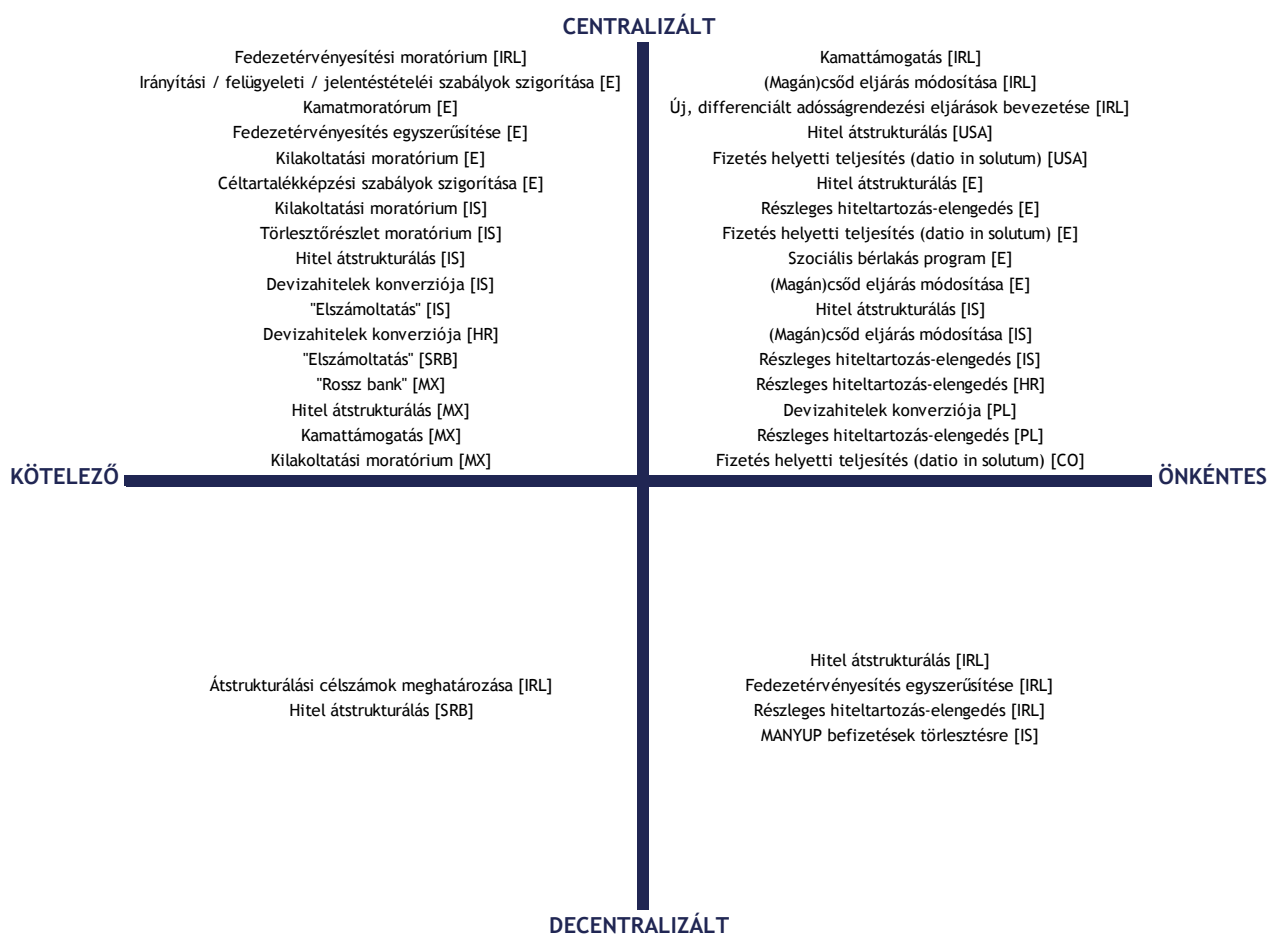 CENTRALIZÁLT
Fedezetérvényesítési moratórium [IRL]
Irányítási / felügyeleti / jelentéstételéi szabályok szigorítása [E]
Kamatmoratórum [E]
Fedezetérvényesítés egyszerűsítése [E]
Kilakoltatási moratórium [E]
Céltartalékképzési szabályok szigorítása [E]
Kilakoltatási moratórium [IS]
Törlesztőrészlet moratórium [IS]
Hitel átstrukturálás [IS]
Devizahitelek konverziója [IS]
"Elszámoltatás" [IS]
Devizahitelek konverziója [HR]
"Elszámoltatás" [SRB]
"Rossz bank" [MX]
Hitel átstrukturálás [MX]
Kamattámogatás [MX]
Kilakoltatási moratórium [MX]
Kamattámogatás [IRL]
(Magán)csőd eljárás módosítása [IRL]
Új, differenciált adósságrendezési eljárások bevezetése [IRL]
Hitel átstrukturálás [USA]
Fizetés helyetti teljesítés (datio in solutum) [USA]
Hitel átstrukturálás [E]
Részleges hiteltartozás-elengedés [E]
Fizetés helyetti teljesítés (datio in solutum) [E]
Szociális bérlakás program [E]
(Magán)csőd eljárás módosítása [E]
Hitel átstrukturálás [IS]
(Magán)csőd eljárás módosítása [IS]
Részleges hiteltartozás-elengedés [IS]
Részleges hiteltartozás-elengedés [HR]
Devizahitelek konverziója [PL]
Részleges hiteltartozás-elengedés [PL]
Fizetés helyetti teljesítés (datio in solutum) [CO]
KÖTELEZŐ
ÖNKÉNTES
Átstrukturálási célszámok meghatározása [IRL]
Hitel átstrukturálás [SRB]
Hitel átstrukturálás [IRL]
Fedezetérvényesítés egyszerűsítése [IRL]
Részleges hiteltartozás-elengedés [IRL]
MANYUP befizetések törlesztésre [IS]
DECENTRALIZÁLT